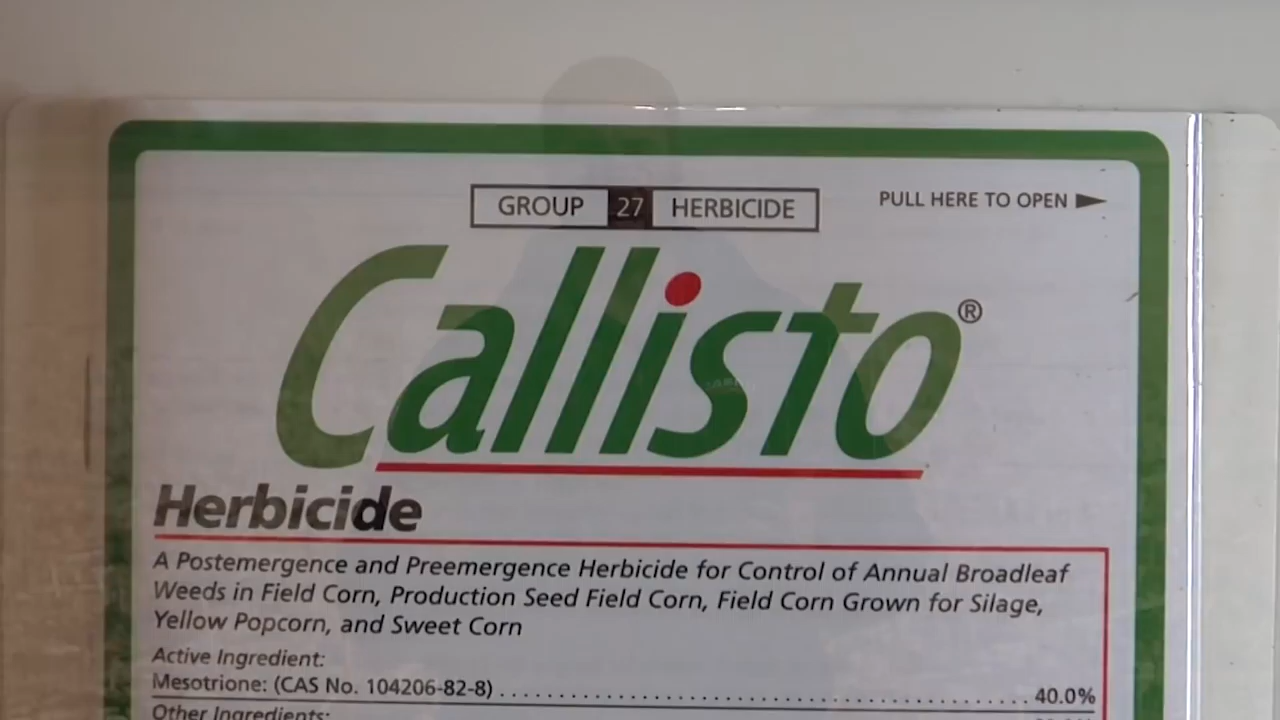 GROUP 27 HERBICIDE
PULL HERE TO OPEN
Callisto®
Herbicide
A Postemergence and Preemergence Herbicide for Control of Annual Broadleaf
Weeds in Field Corn, Production Seed Field Corn, Field Corn Grown for Silage,
Yellow Popcorn, and Sweet Corn
Active Ingredient:
Mesotrione: (CAS No. 104206-82-8) ........................................ 40.0%
Other Ingredients: